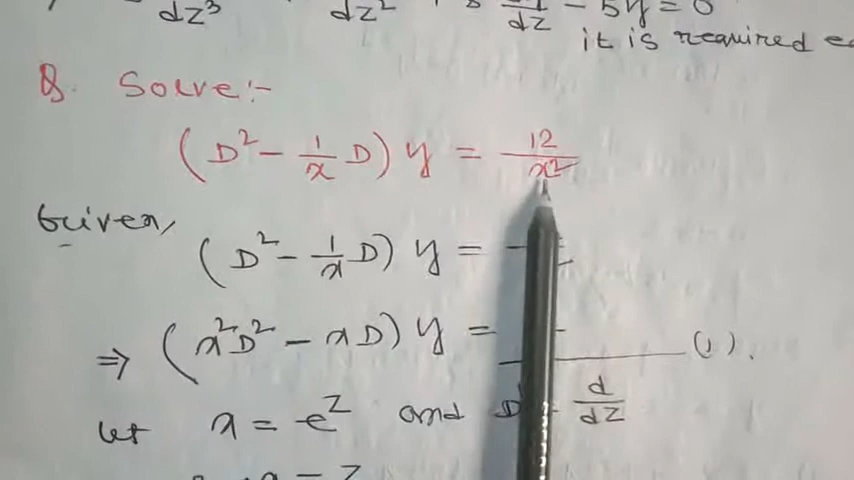 dz³ dz² dz - 5y = 0
it is required
Q. Solve:-
(D² - 1/x D) y = 12/x²
Given,
(D² - 1/x D) y =
⇒ (x²D² - xD) y = (1).
let x = e^z and D' = d/dz